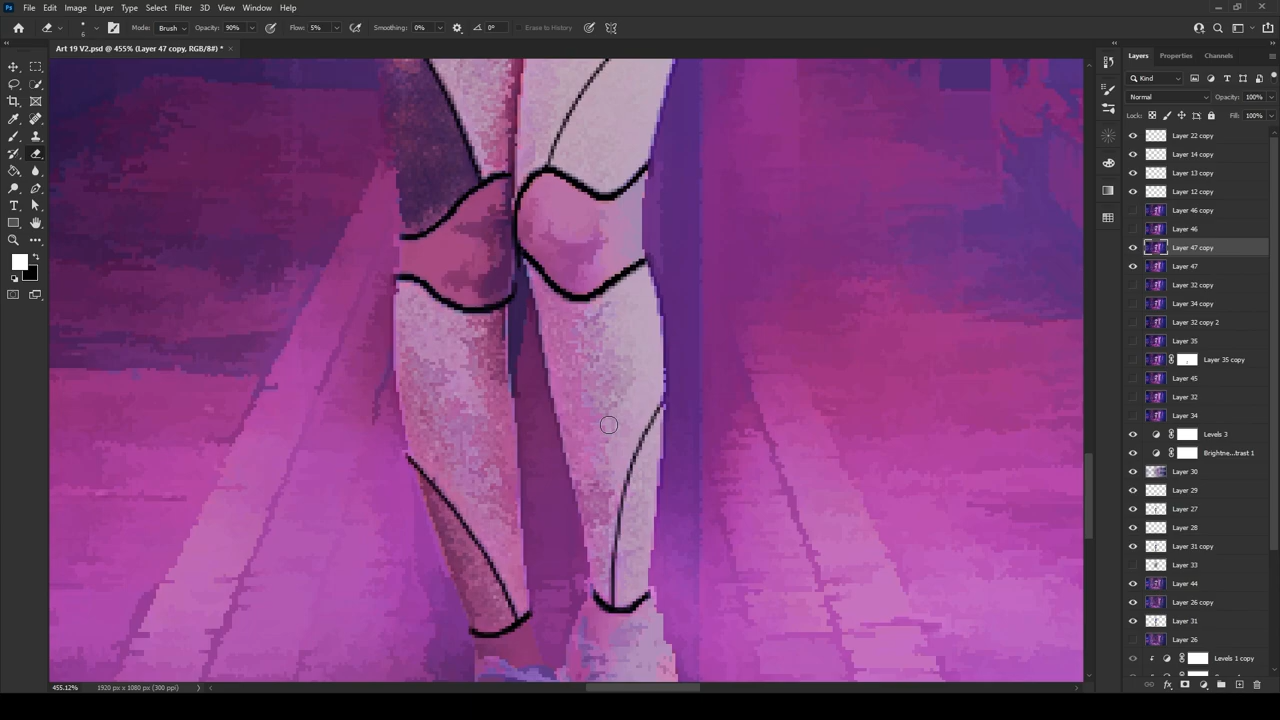 Ps File Edit Image Layer Type Select Filter 3D View Window Help
6 Mode: Brush Opacity: 90% Flow: 5% Smoothing: 0% 0° Erase to History
Art 19 V2.psd @ 455% (Layer 47 copy, RGB/8#) * ×
Layers Properties Channels
Kind
Normal Opacity: 100%
Lock: Fill: 100%
Layer 22 copy
Layer 14 copy
Layer 13 copy
Layer 12 copy
Layer 46 copy
Layer 46
Layer 47 copy
Layer 47
Layer 32 copy
Layer 34 copy
Layer 32 copy 2
Layer 35
Layer 35 copy
Layer 45
Layer 32
Layer 34
Levels 3
Brightne...trast 1
Layer 30
Layer 29
Layer 27
Layer 28
Layer 31 copy
Layer 33
Layer 44
Layer 26 copy
Layer 31
Layer 26
Levels 1 copy
455.12% 1920 px x 1080 px (300 ppi)